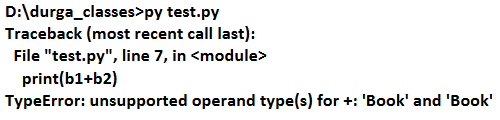 D:\durga_classes>py test.py
Traceback (most recent call last):
File "test.py", line 7, in <module>
print(b1+b2)
TypeError: unsupported operand type(s) for +: 'Book' and 'Book'